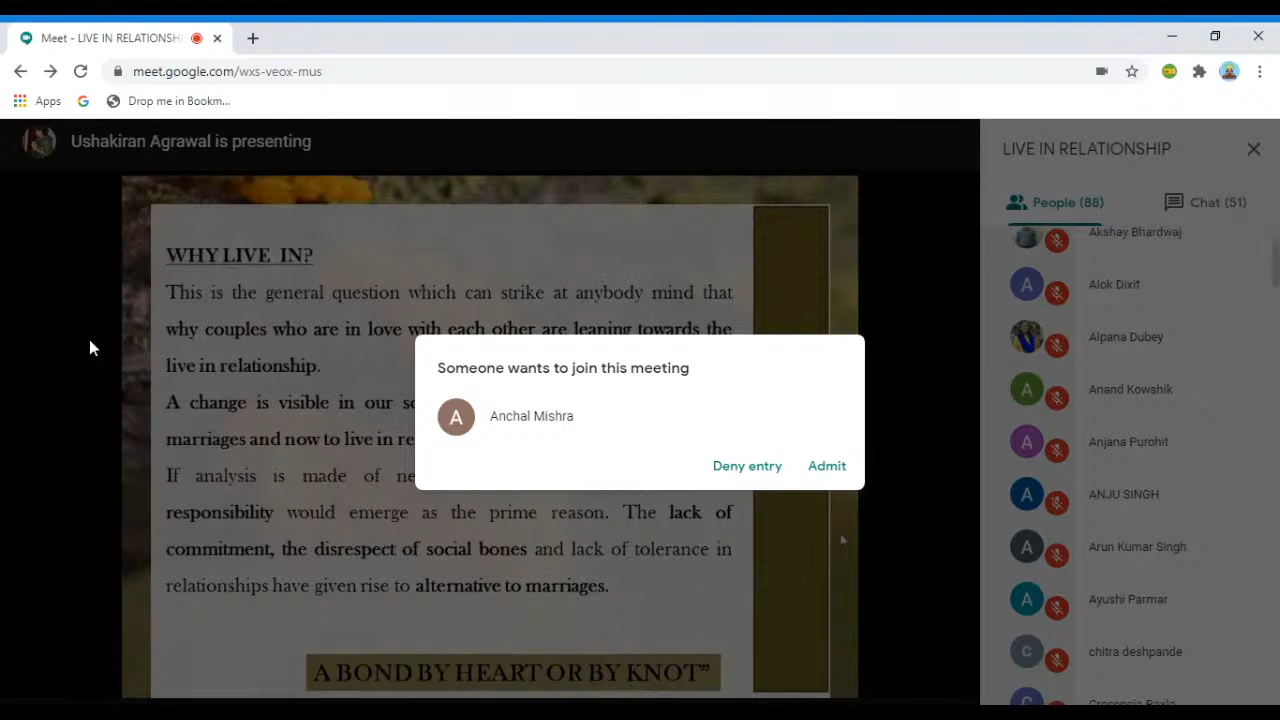 Meet - LIVE IN RELATIONSHI
meet.google.com/wxs-veox-mus
Apps
Drop me in Bookm...
Ushakiran Agrawal is presenting
WHY LIVE IN?
This is the general question which can strike at anybody mind that
why couples who are in love with each other are leaning towards the
live in relationship.
A change is visible in our
marriages and now to live in
If analysis is made of
responsibility would emerge as the prime reason. The lack of
commitment, the disrespect of social bones and lack of tolerance in
relationships have given rise to alternative to marriages.
A BOND BY HEART OR BY KNOT”
Someone wants to join this meeting
A
Anchal Mishra
Deny entry Admit
LIVE IN RELATIONSHIP
People (88) Chat (51)
Akshay Bhardwaj
A Alok Dixit
Alpana Dubey
A Anand Kowshik
A Anjana Purohit
A ANJU SINGH
A Arun Kumar Singh
A Ayushi Parmar
c chitra deshpande